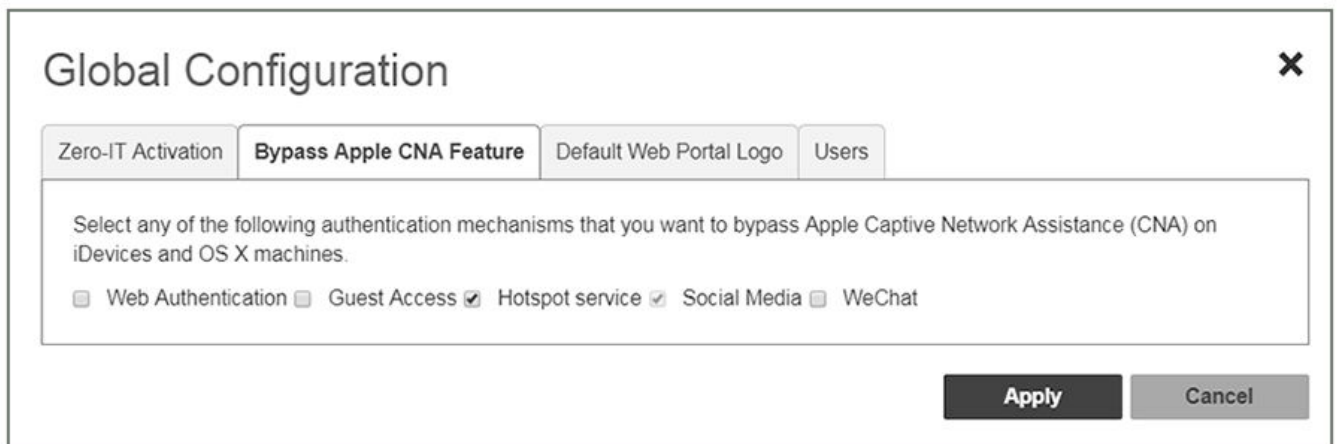 Global Configuration
Zero-IT Activation Bypass Apple CNA Feature Default Web Portal Logo Users
Select any of the following authentication mechanisms that you want to bypass Apple Captive Network Assistance (CNA) on
iDevices and OS X machines.
Web Authentication Guest Access Hotspot service Social Media WeChat
Apply Cancel